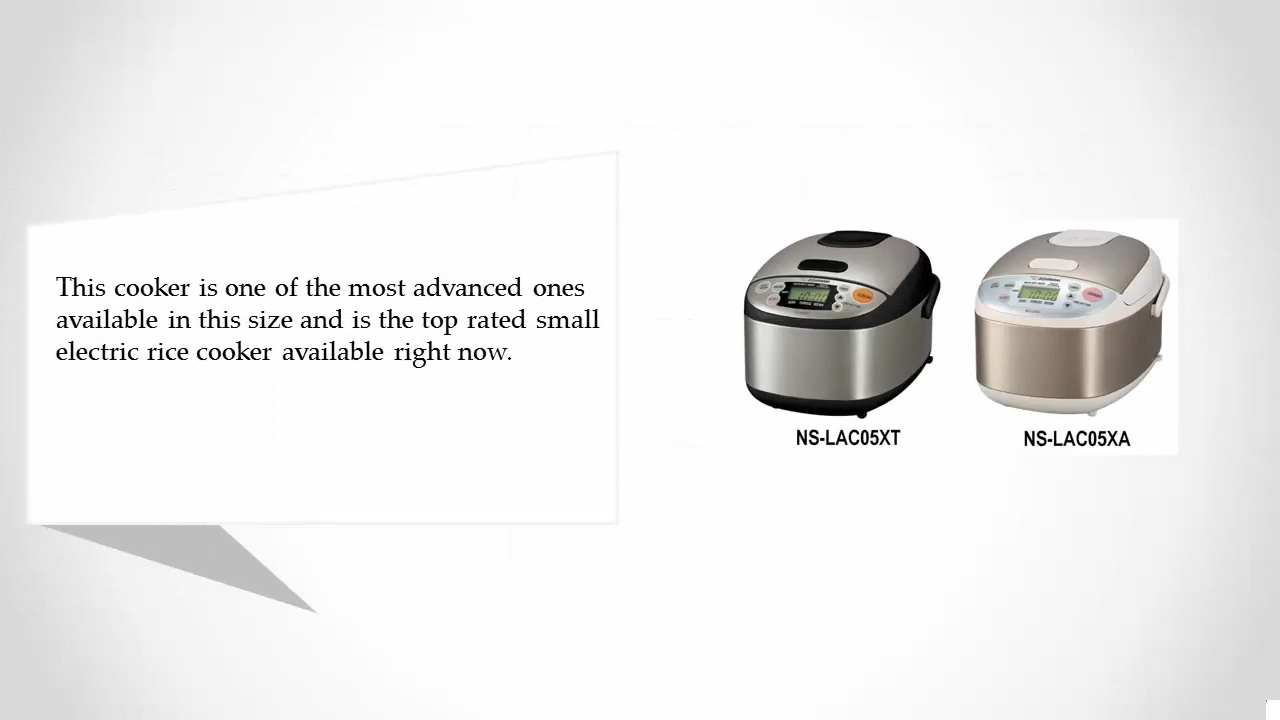 This cooker is one of the most advanced ones
available in this size and is the top rated small
electric rice cooker available right now.
NS-LAC05XT
NS-LAC05XA